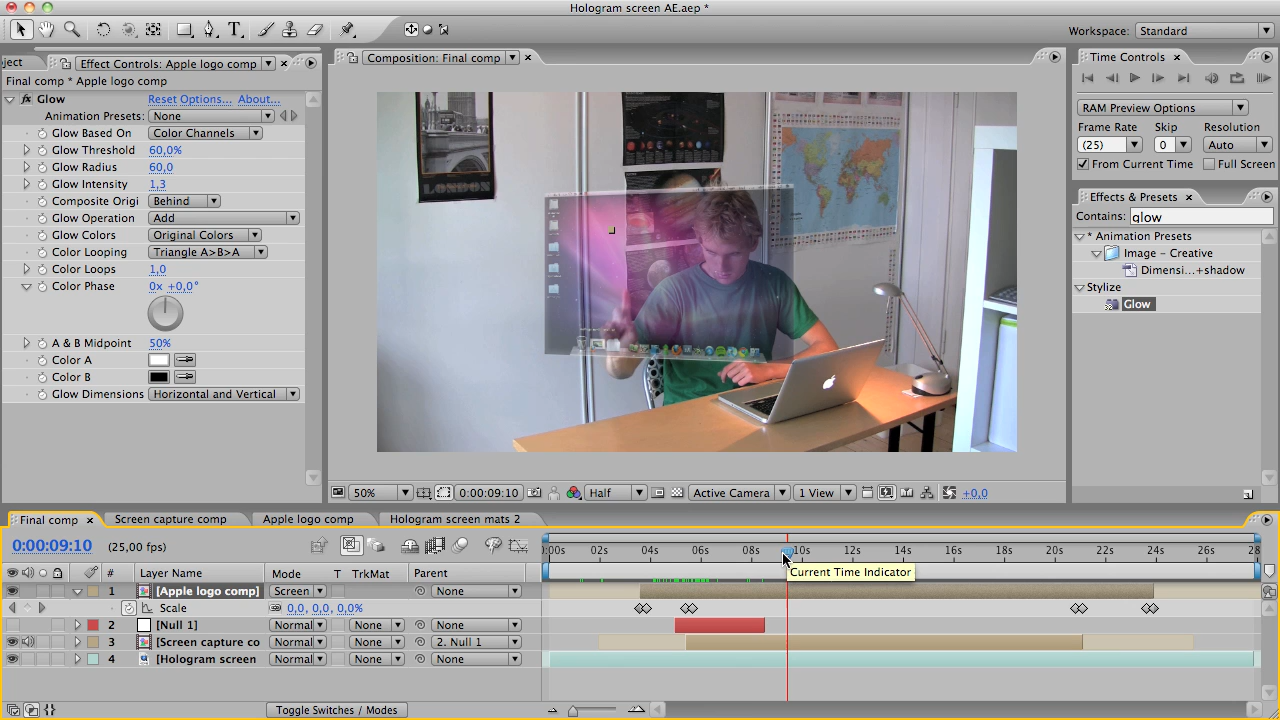 Hologram screen AE.aep *
Workspace: Standard
ject
Effect Controls: Apple logo comp
Composition: Final comp
Time Controls
Final comp * Apple logo comp
Glow Reset Options... About...
Animation Presets: None
Glow Based On Color Channels
Glow Threshold 60,0%
Glow Radius 60,0
Glow Intensity 1,3
Composite Origi Behind
Glow Operation Add
Glow Colors Original Colors
Color Looping Triangle A>B>A
Color Loops 1,0
Color Phase 0x +0,0°
A & B Midpoint 50%
Color A
Color B
Glow Dimensions Horizontal and Vertical
LONDON
50%
0:00:09:10
Half
Active Camera
1 View
+0,0
RAM Preview Options
Frame Rate Skip Resolution
(25) 0 Auto
From Current Time Full Screen
Effects & Presets
Contains: glow
* Animation Presets
Image – Creative
Dimensi...+shadow
Stylize
Glow
Final comp
Screen capture comp
Apple logo comp
Hologram screen mats 2
0:00:09:10 (25,00 fps)
:00s 02s 04s 06s 08s 10s 12s 14s 16s 18s 20s 22s 24s 26s 28
# Layer Name Mode T TrkMat Parent
Current Time Indicator
1 [Apple logo comp] Screen None
Scale 0,0, 0,0, 0,0%
2 [Null 1] Normal None None
3 [Screen capture co Normal None 2. Null 1
4 [Hologram screen Normal None None
Toggle Switches / Modes